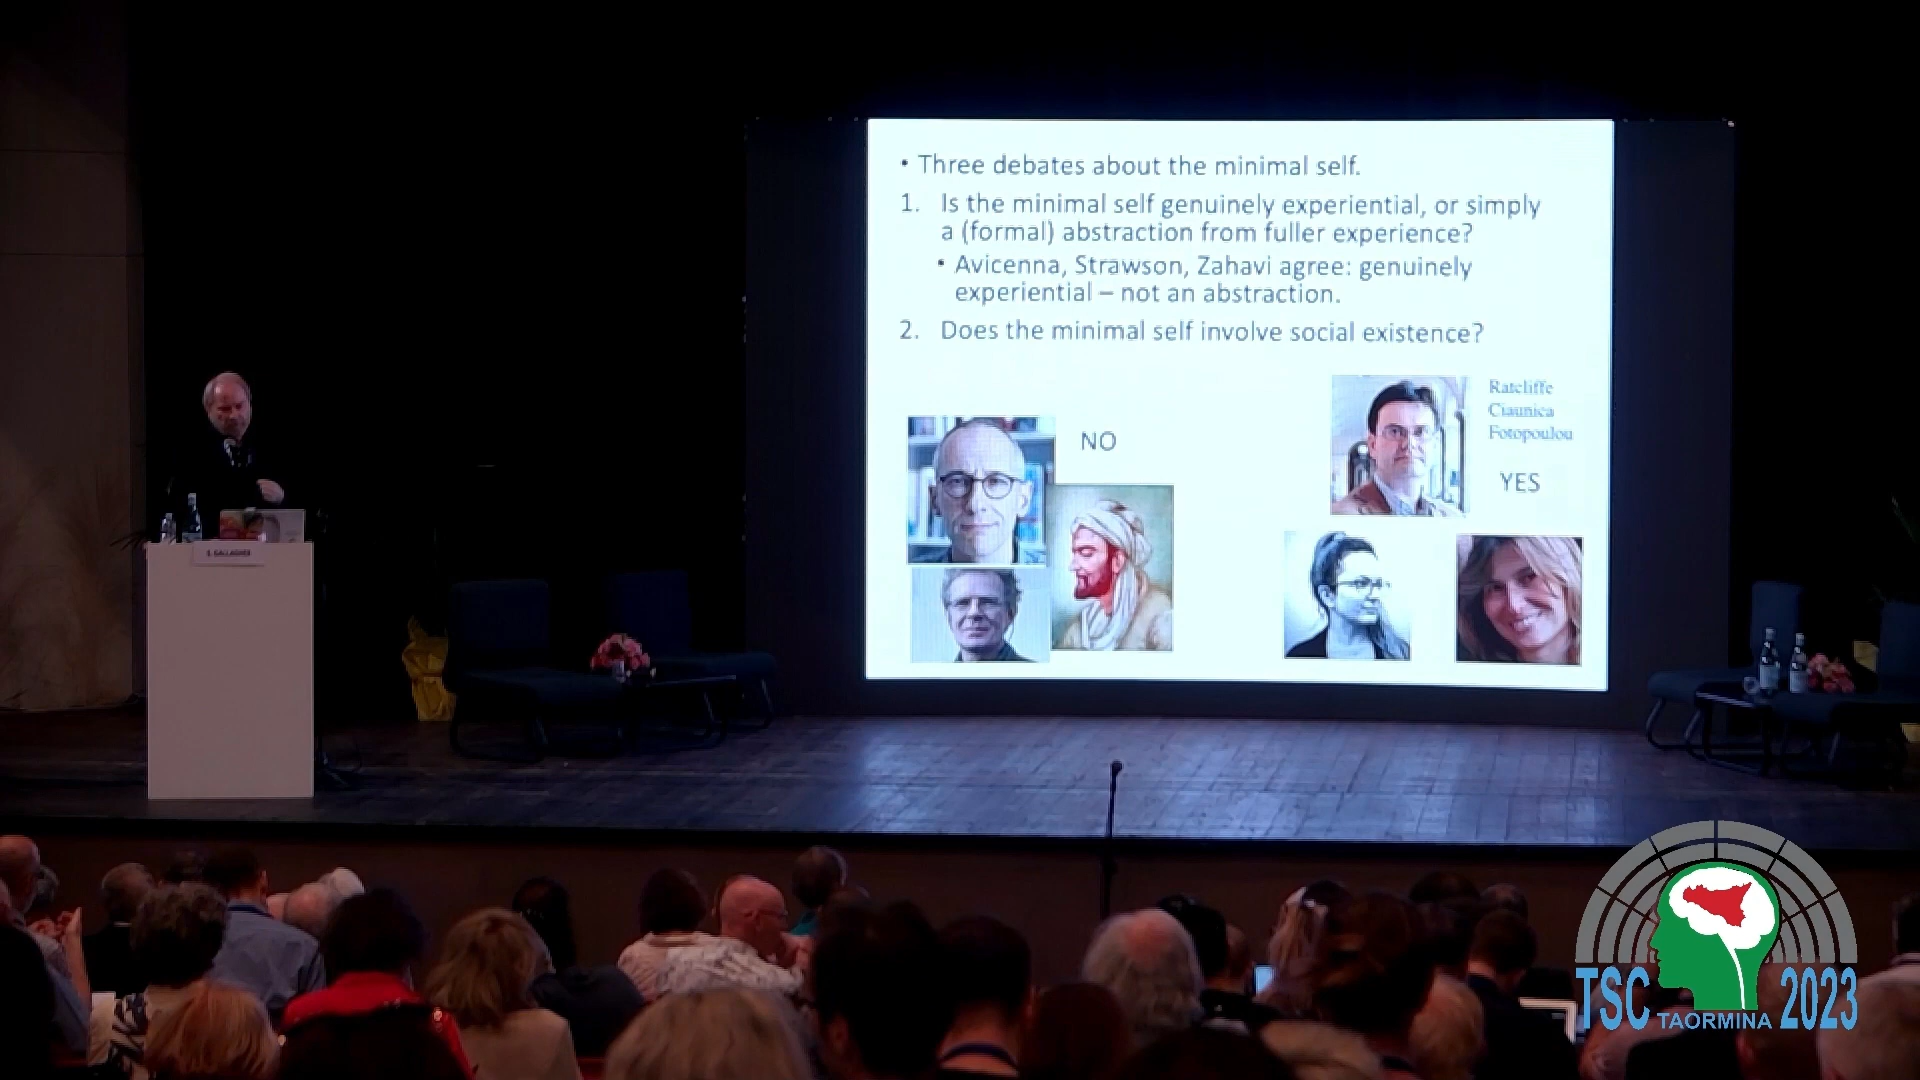 • Three debates about the minimal self.
1. Is the minimal self genuinely experiential, or simply
a (formal) abstraction from fuller experience?
• Avicenna, Strawson, Zahavi agree: genuinely
experiential – not an abstraction.
2. Does the minimal self involve social existence?
NO
Ratcliffe
Ciaunica
Fotopoulou
YES
S. GALLAGHER
TSC TAORMINA 2023